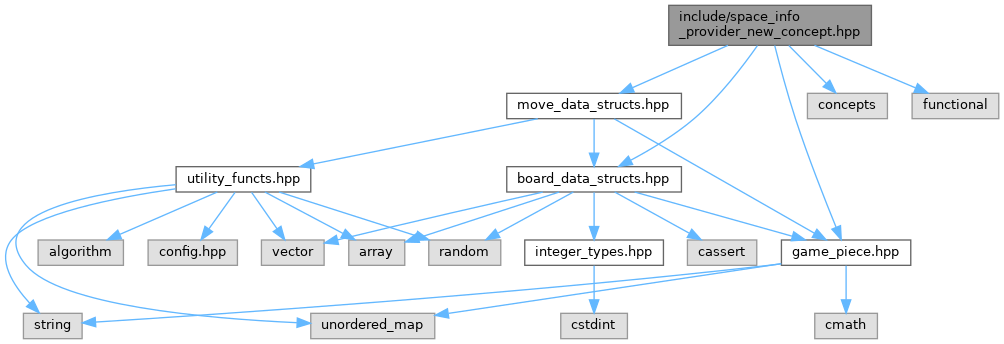 include/space_info
_provider_new_concept.hpp
move_data_structs.hpp
concepts
functional
utility_functs.hpp
board_data_structs.hpp
algorithm
config.hpp
vector
array
random
integer_types.hpp
cassert
game_piece.hpp
string
unordered_map
cstdint
cmath